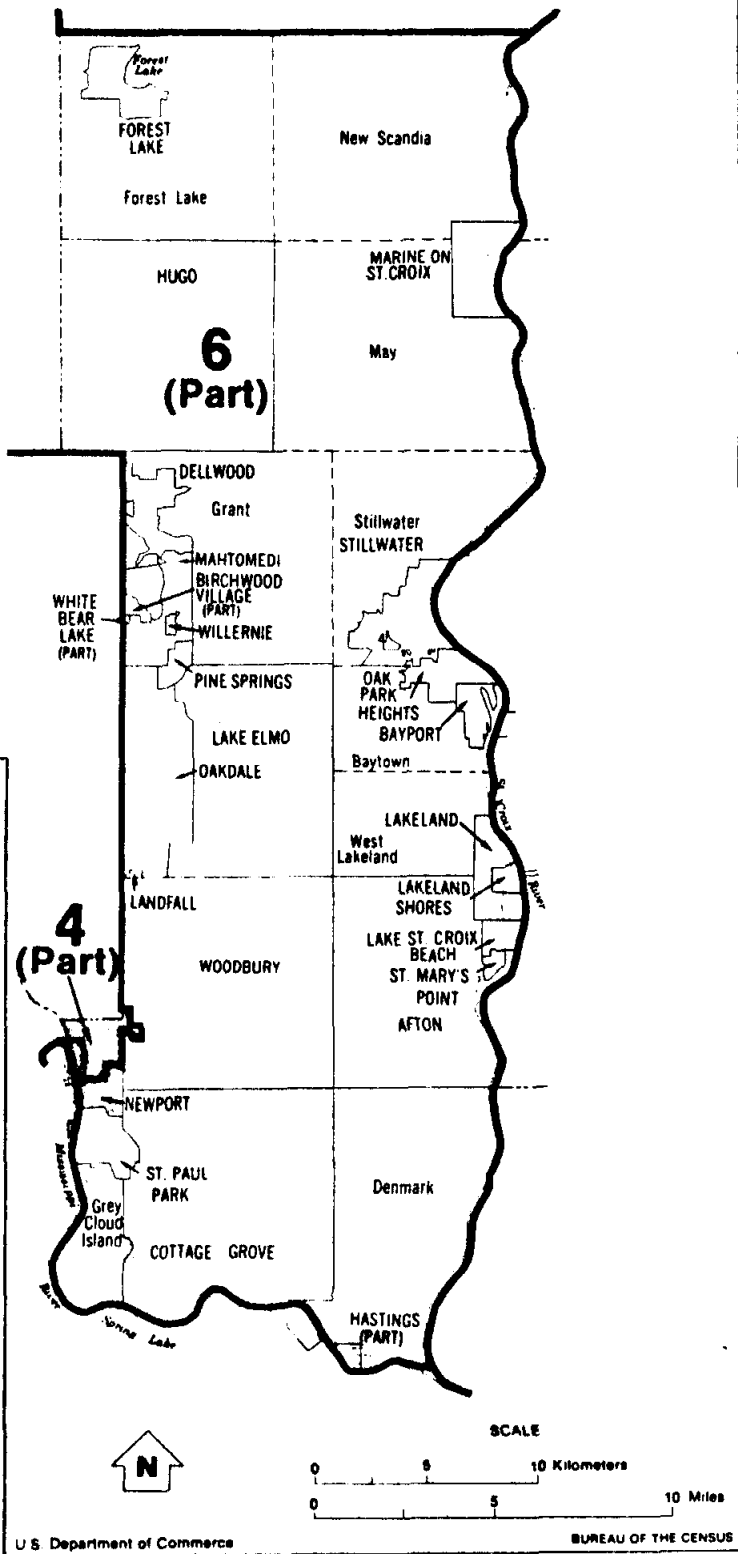 Forest
Lake
FOREST
LAKE
New Scandia
Forest Lake
HUGO
MARINE ON
ST. CROIX
6
(Part)
May
DELLWOOD
Grant
Stillwater
STILLWATER
MAHTOMEDI
BIRCHWOOD
VILLAGE
(PART)
WHITE
BEAR
LAKE
(PART)
WILLERNIE
PINE SPRINGS
OAK
PARK
HEIGHTS
BAYPORT
LAKE ELMO
Baytown
OAKDALE
St. Croix
River
LAKELAND
West
Lakeland
LAKELAND
SHORES
LANDFALL
4
(Part)
LAKE ST. CROIX
BEACH
ST. MARY'S
POINT
WOODBURY
AFTON
NEWPORT
Mississippi
River
ST. PAUL
PARK
Denmark
Grey
Cloud
Island
COTTAGE GROVE
Spring Lake
HASTINGS
(PART)
N
SCALE
0 5 10 Kilometers
0 5 10 Miles
U.S. Department of Commerce
BUREAU OF THE CENSUS